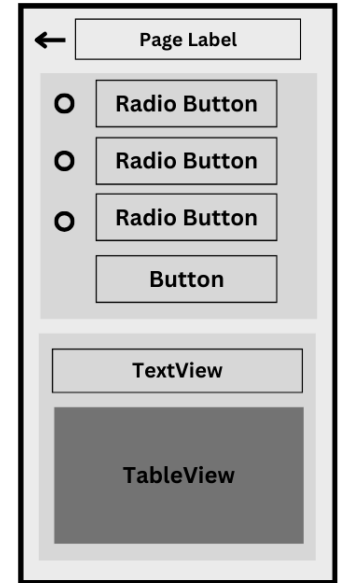 Page Label
Radio Button
Radio Button
Radio Button
Button
TextView
TableView